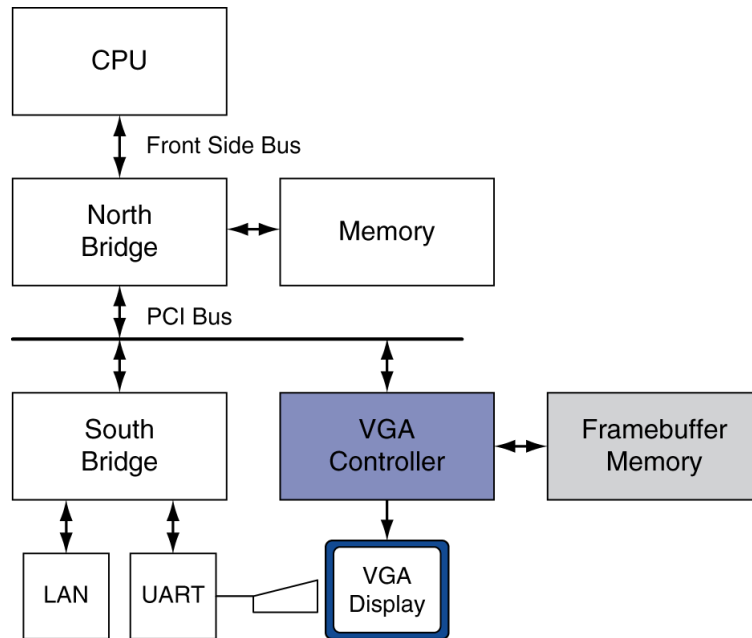 CPU
Front Side Bus
North
Bridge
Memory
PCI Bus
South
Bridge
VGA
Controller
Framebuffer
Memory
LAN
UART
VGA
Display